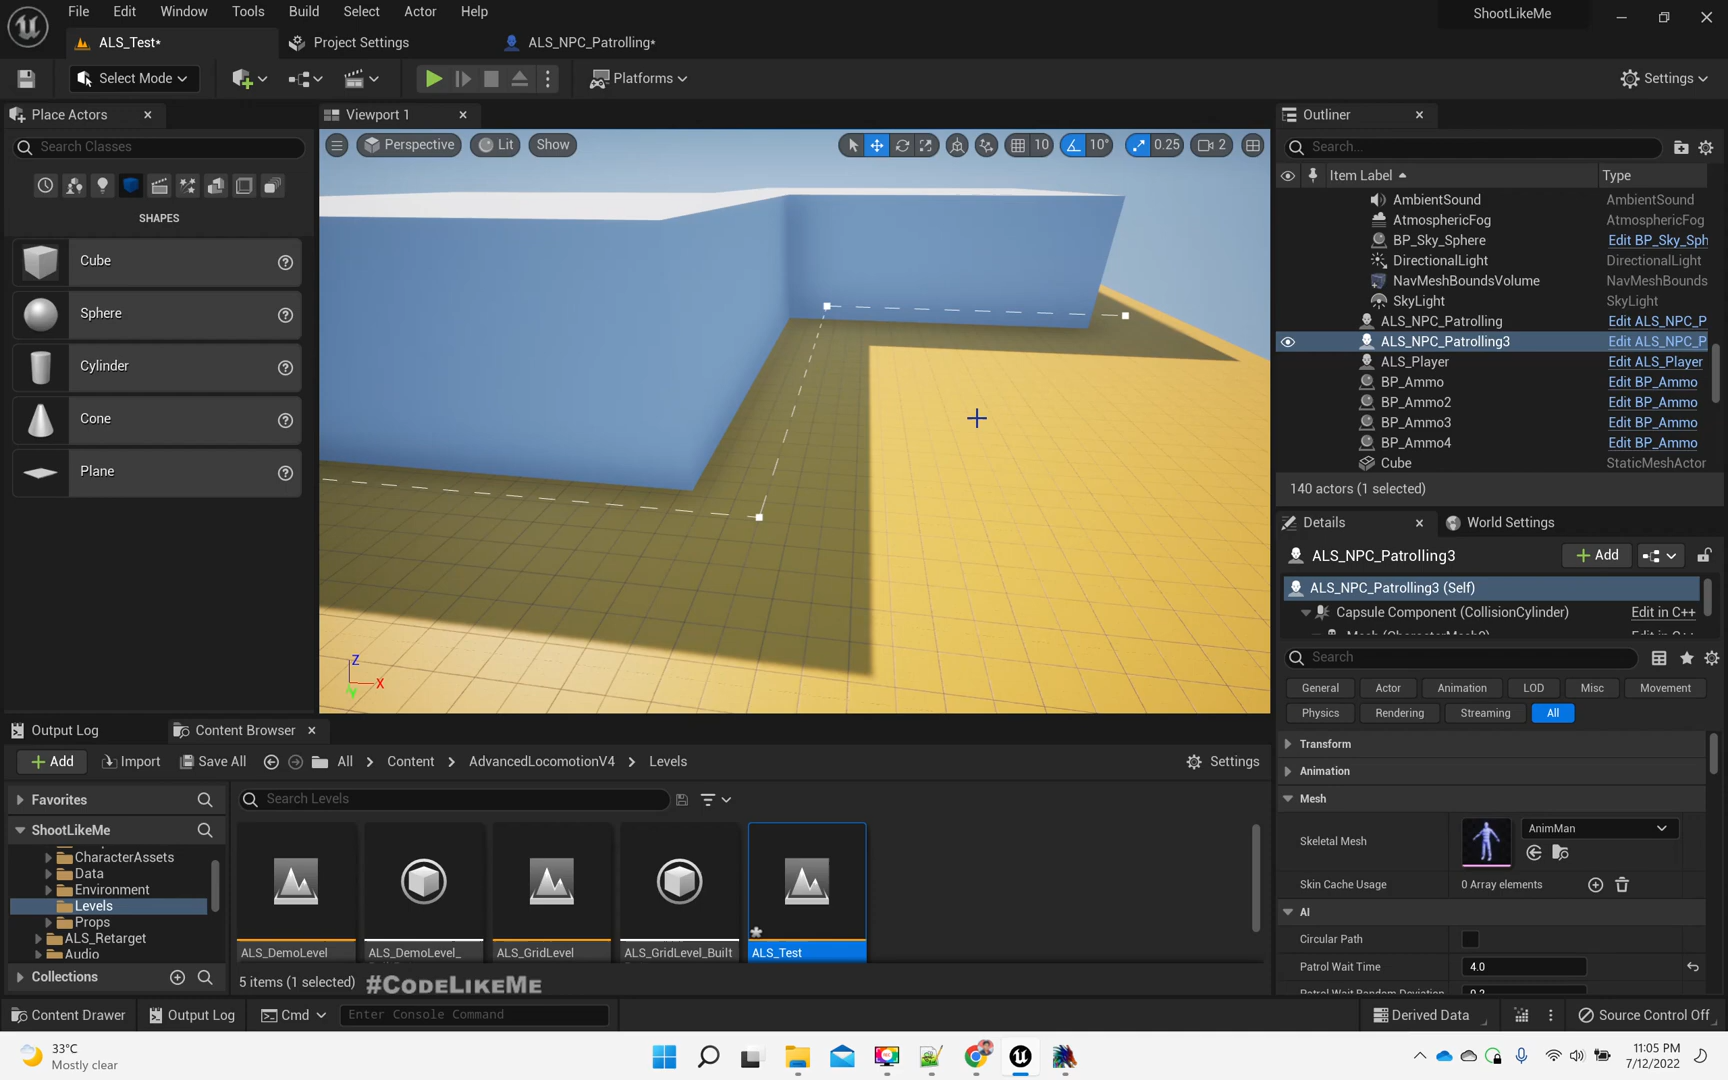 File Edit Window Tools Build Select Actor Help
ShootLikeMe
ALS_Test*
Project Settings
ALS_NPC_Patrolling*
Select Mode
Platforms
Settings
Place Actors
Viewport 1
Outliner
Search Classes
Perspective
Lit
Show
10
10°
0.25
2
Search...
Item Label
Type
SHAPES
Cube
Sphere
Cylinder
Cone
Plane
AmbientSound AmbientSound
AtmosphericFog AtmosphericFog
BP_Sky_Sphere Edit BP_Sky_Sph
DirectionalLight DirectionalLight
NavMeshBoundsVolume NavMeshBounds
SkyLight SkyLight
ALS_NPC_Patrolling Edit ALS_NPC_P
ALS_NPC_Patrolling3 Edit ALS_NPC_P
ALS_Player Edit ALS_Player
BP_Ammo Edit BP_Ammo
BP_Ammo2 Edit BP_Ammo
BP_Ammo3 Edit BP_Ammo
BP_Ammo4 Edit BP_Ammo
Cube StaticMeshActor
140 actors (1 selected)
Details
World Settings
ALS_NPC_Patrolling3
Add
ALS_NPC_Patrolling3 (Self)
Capsule Component (CollisionCylinder) Edit in C++
Search
General Actor Animation LOD Misc Movement
Physics Rendering Streaming All
Transform
Animation
Mesh
Skeletal Mesh
AnimMan
Skin Cache Usage
0 Array elements
AI
Circular Path
Patrol Wait Time
4.0
Z
X
Y
Output Log
Content Browser
Add
Import
Save All
All
Content
AdvancedLocomotionV4
Levels
Settings
Favorites
Search Levels
ShootLikeMe
CharacterAssets
Data
Environment
Levels
Props
ALS_Retarget
Audio
Collections
ALS_DemoLevel
ALS_DemoLevel_
ALS_GridLevel
ALS_GridLevel_Built
ALS_Test
5 items (1 selected)
#CodeLikeMe
Content Drawer
Output Log
Cmd
Enter Console Command
Derived Data
Source Control Off
33°C
Mostly clear
11:05 PM
7/12/2022